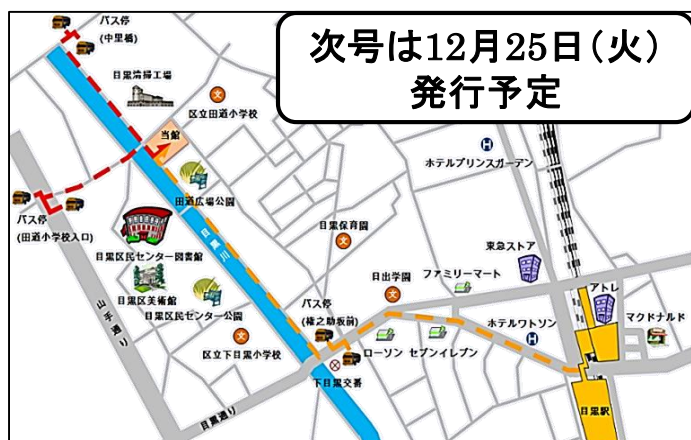 次号は12月25日（火）
発行予定
バス停
(中里橋)
目黒清掃工場
区立田道小学校
当館
ホテルプリンスガーデン
田道広場公園
バス停
(田道小学校入口)
目黒区民センター図書館
目黒保育園
目黒川
東急ストア
目黒区美術館
日出学園
ファミリーマート
アトレ
目黒区民センター公園
バス停
(権之助坂前)
マクドナルド
山手通り
ホテルワトソン
区立下目黒小学校
ローソン
セブンイレブン
下目黒交番
目黒通り
目黒駅